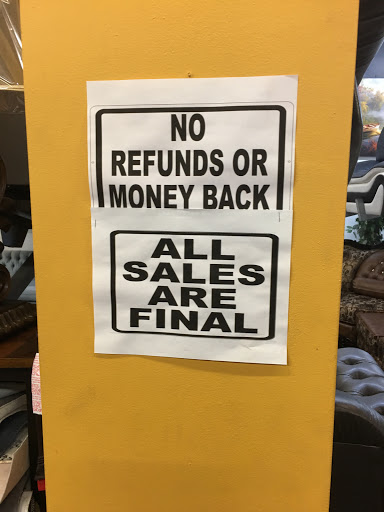 NO
REFUNDS OR
MONEY BACK
ALL
SALES
ARE
FINAL